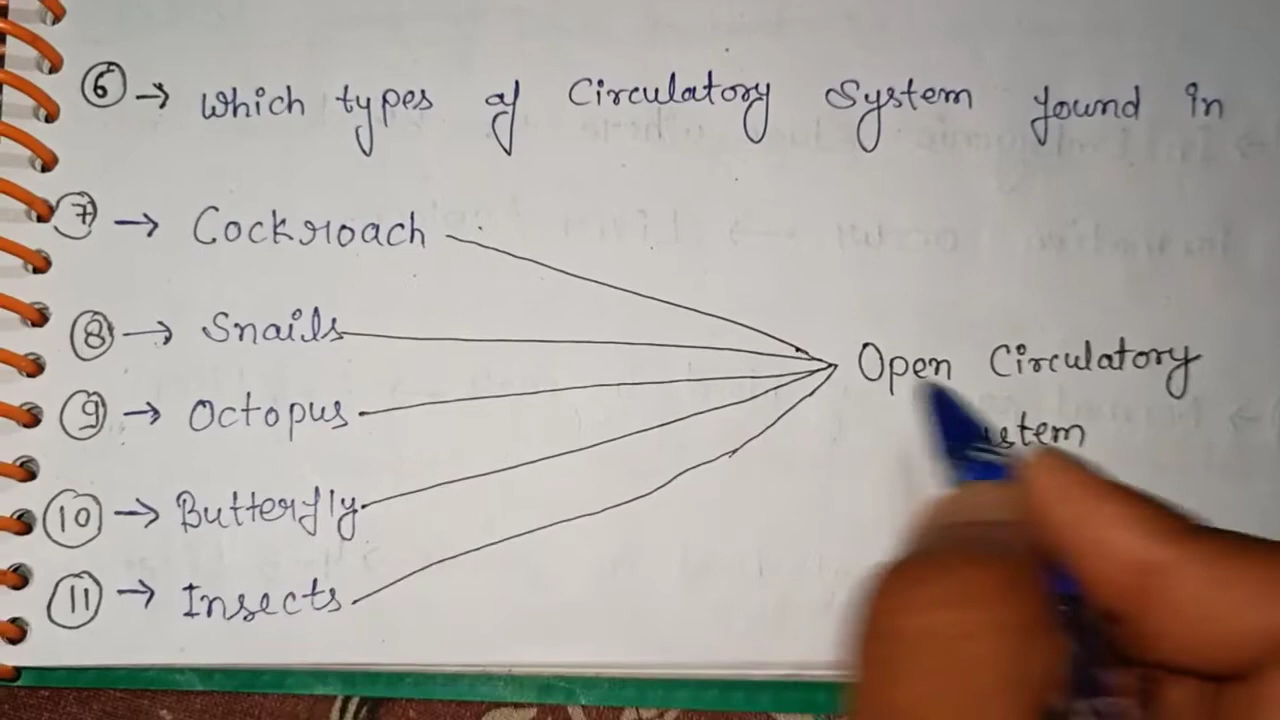 6 → which types of Circulatory System found in
7 → Cockroach
8 → Snails
Open Circulatory
9 → Octopus
10 → Butterfly
11 → Insects